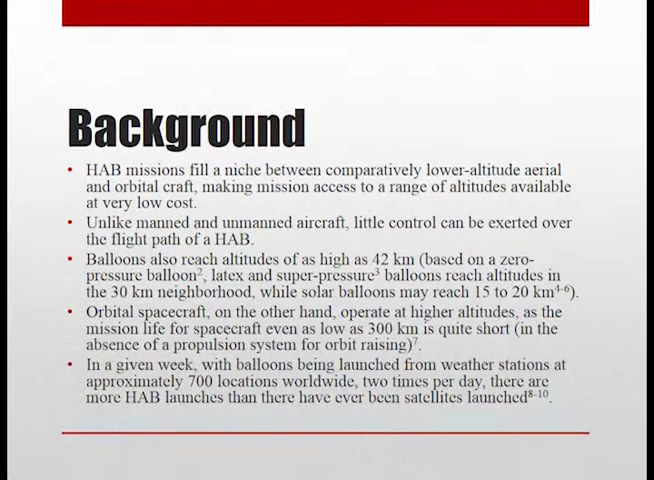 Background
• HAB missions fill a niche between comparatively lower-altitude aerial
and orbital craft, making mission access to a range of altitudes available
at very low cost.
• Unlike manned and unmanned aircraft, little control can be exerted over
the flight path of a HAB.
• Balloons also reach altitudes of as high as 42 km (based on a zero-
pressure balloon², latex and super-pressure³ balloons reach altitudes in
the 30 km neighborhood, while solar balloons may reach 15 to 20 km⁴⁻⁶).
• Orbital spacecraft, on the other hand, operate at higher altitudes, as the
mission life for spacecraft even as low as 300 km is quite short (in the
absence of a propulsion system for orbit raising)⁷.
• In a given week, with balloons being launched from weather stations at
approximately 700 locations worldwide, two times per day, there are
more HAB launches than there have ever been satellites launched⁸⁻¹⁰.